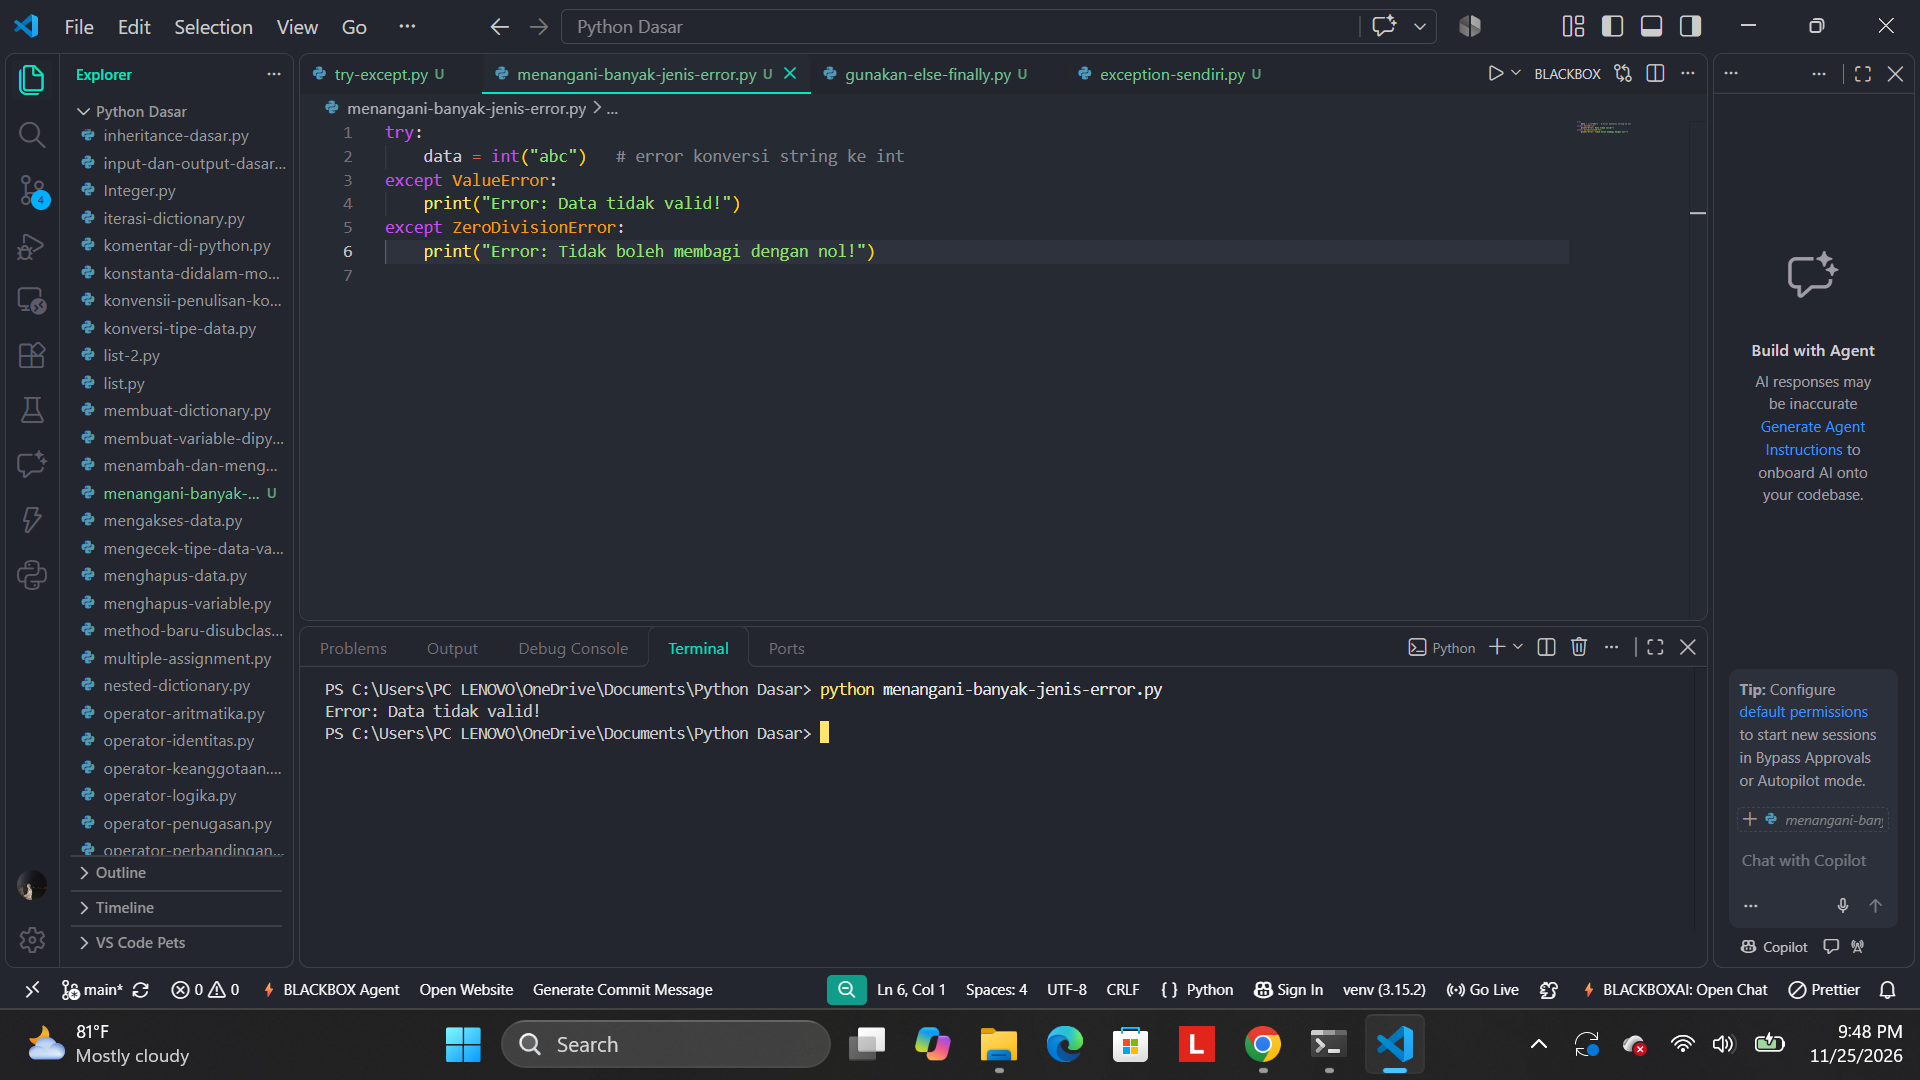 File Edit Selection View Go ...
Python Dasar
Explorer
Python Dasar
inheritance-dasar.py
input-dan-output-dasar...
Integer.py
iterasi-dictionary.py
komentar-di-python.py
konstanta-didalam-mo...
konvensii-penulisan-ko...
konversi-tipe-data.py
list-2.py
list.py
membuat-dictionary.py
membuat-variable-dipy...
menambah-dan-meng...
menangani-banyak-... U
mengakses-data.py
mengecek-tipe-data-va...
menghapus-data.py
menghapus-variable.py
method-baru-disubclas...
multiple-assignment.py
nested-dictionary.py
operator-aritmatika.py
operator-identitas.py
operator-keanggotaan....
operator-logika.py
operator-penugasan.py
operator-perbandingan...
Outline
Timeline
VS Code Pets
4
try-except.py U
menangani-banyak-jenis-error.py U
gunakan-else-finally.py U
exception-sendiri.py U
BLACKBOX
menangani-banyak-jenis-error.py > ...
1 try:
2 data = int("abc") # error konversi string ke int
3 except ValueError:
4 print("Error: Data tidak valid!")
5 except ZeroDivisionError:
6 print("Error: Tidak boleh membagi dengan nol!")
7
Problems Output Debug Console Terminal Ports
Python
PS C:\Users\PC LENOVO\OneDrive\Documents\Python Dasar> python menangani-banyak-jenis-error.py
Error: Data tidak valid!
PS C:\Users\PC LENOVO\OneDrive\Documents\Python Dasar>
Build with Agent
AI responses may
be inaccurate
Generate Agent
Instructions to
onboard AI onto
your codebase.
Tip: Configure
default permissions
to start new sessions
in Bypass Approvals
or Autopilot mode.
menangani-bany
Chat with Copilot
Copilot
main* 0 0 BLACKBOX Agent Open Website Generate Commit Message
Ln 6, Col 1 Spaces: 4 UTF-8 CRLF { } Python Sign In venv (3.15.2) Go Live BLACKBOXAI: Open Chat Prettier
81°F
Mostly cloudy
Search
L
9:48 PM
11/25/2026